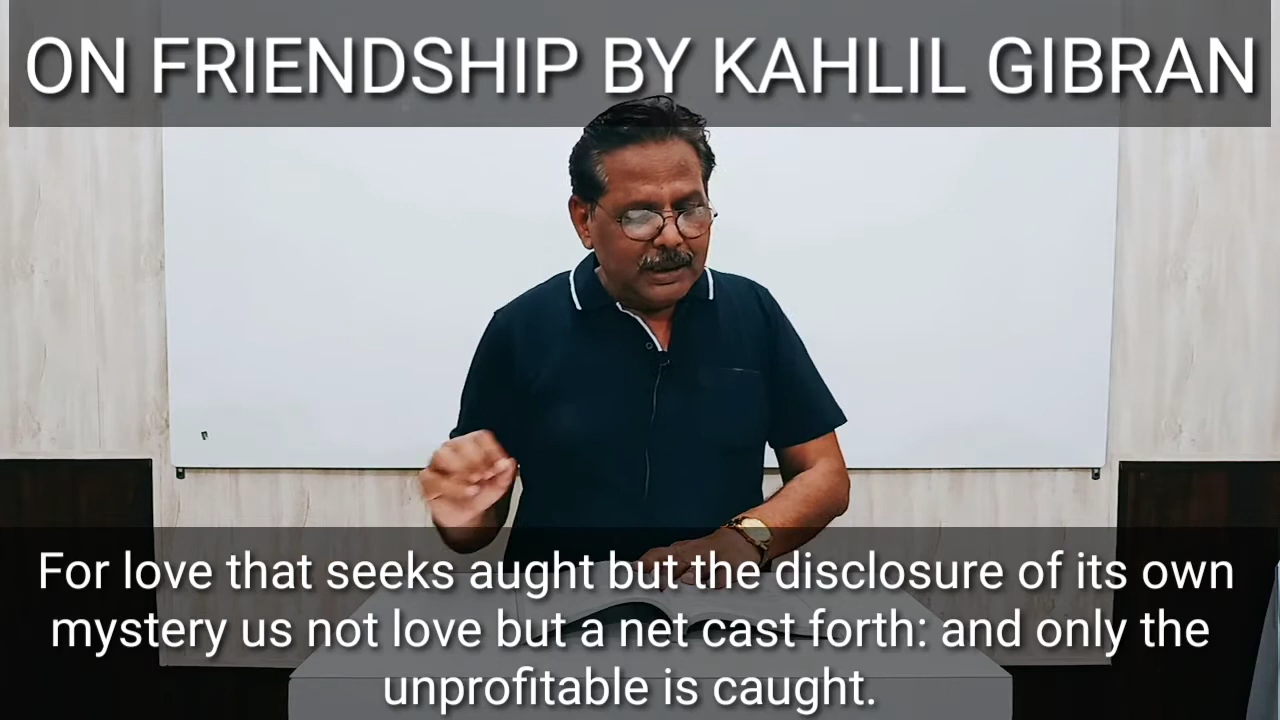 ON FRIENDSHIP BY KAHLIL GIBRAN
For love that seeks aught but the disclosure of its own
mystery us not love but a net cast forth: and only the
unprofitable is caught.